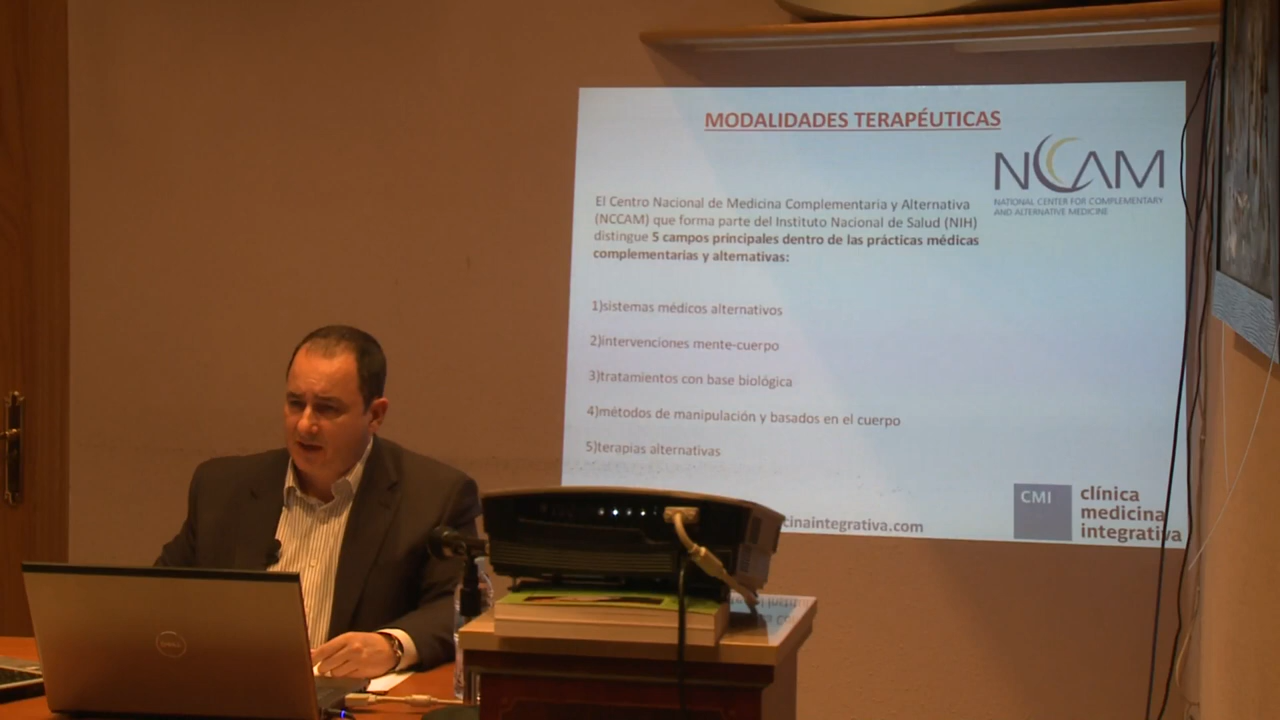 MODALIDADES TERAPÉUTICAS
NCCAM
NATIONAL CENTER FOR COMPLEMENTARY
AND ALTERNATIVE MEDICINE
El Centro Nacional de Medicina Complementaria y Alternativa
(NCCAM) que forma parte del Instituto Nacional de Salud (NIH)
distingue 5 campos principales dentro de las prácticas médicas
complementarias y alternativas:
1)sistemas médicos alternativos
2)intervenciones mente-cuerpo
3)tratamientos con base biológica
4)métodos de manipulación y basados en el cuerpo
5)terapias alternativas
cinaintegrativa.com
CMI
clínica
medicina
integrativa
DELL